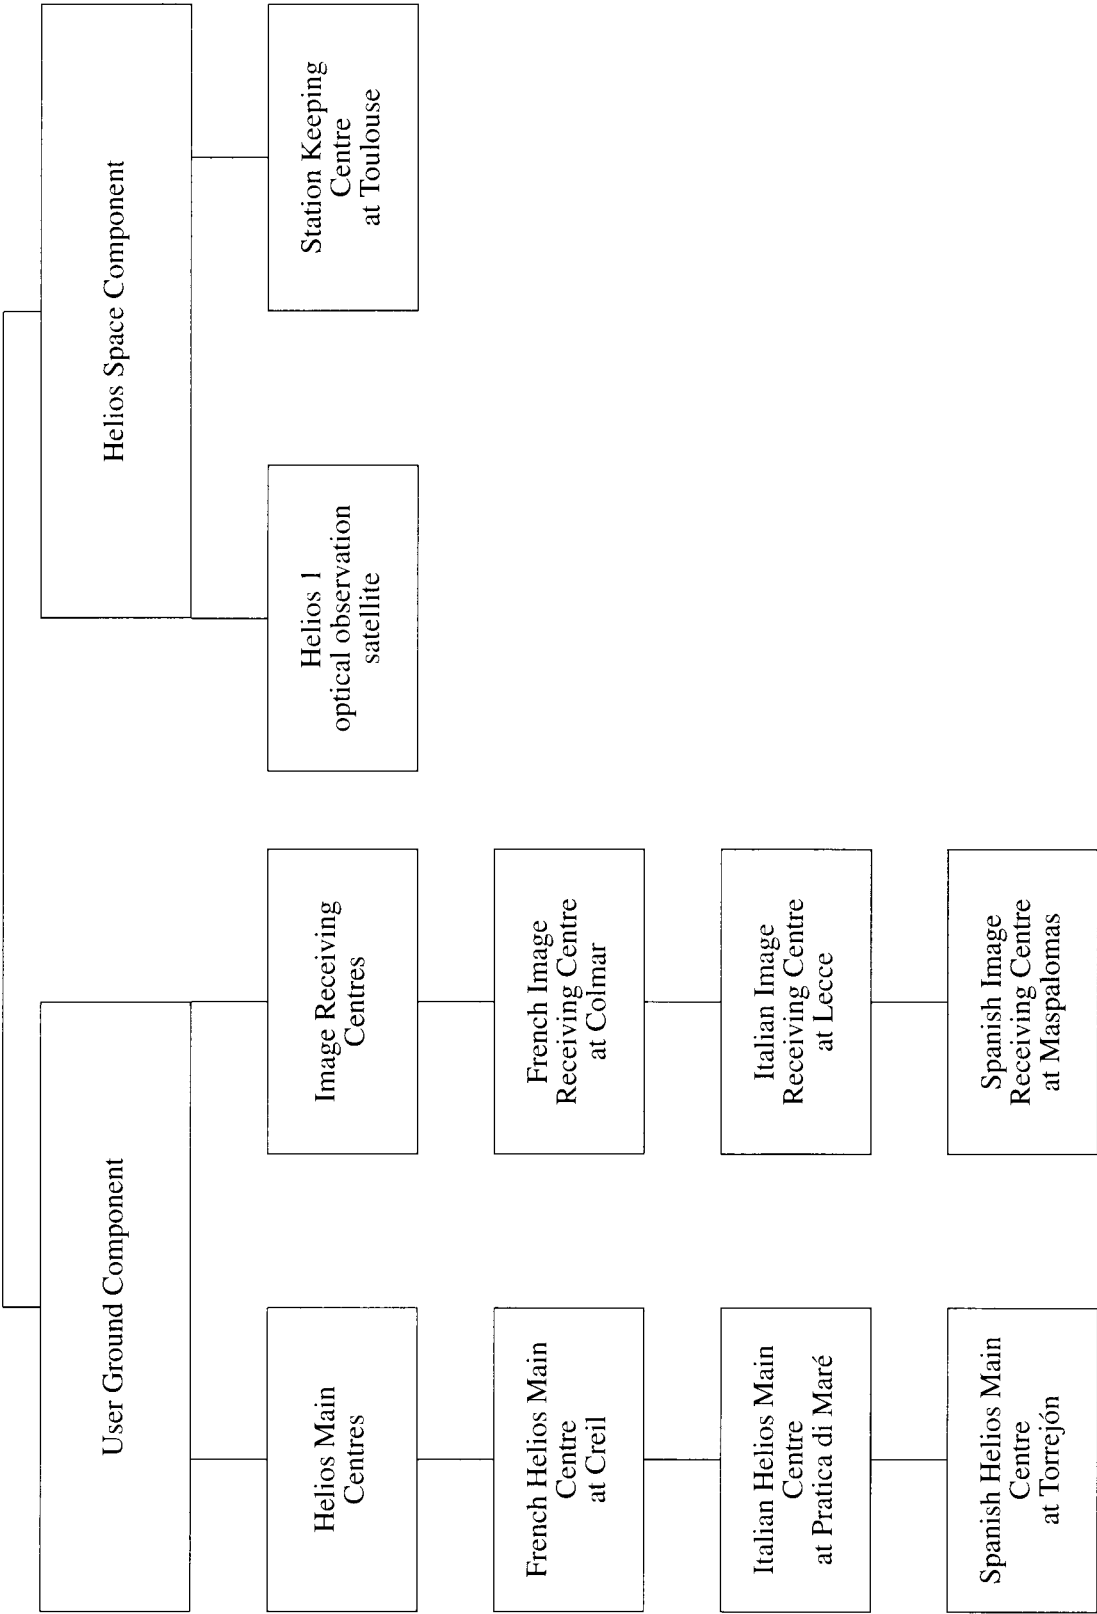 User Ground Component
Helios Space Component
Helios Main
Centres
Image Receiving
Centres
Helios 1
optical observation
satellite
Station Keeping
Centre
at Toulouse
French Helios Main
Centre
at Creil
French Image
Receiving Centre
at Colmar
Italian Helios Main
Centre
at Pratica di Maré
Italian Image
Receiving Centre
at Lecce
Spanish Helios Main
Centre
at Torrejón
Spanish Image
Receiving Centre
at Maspalomas